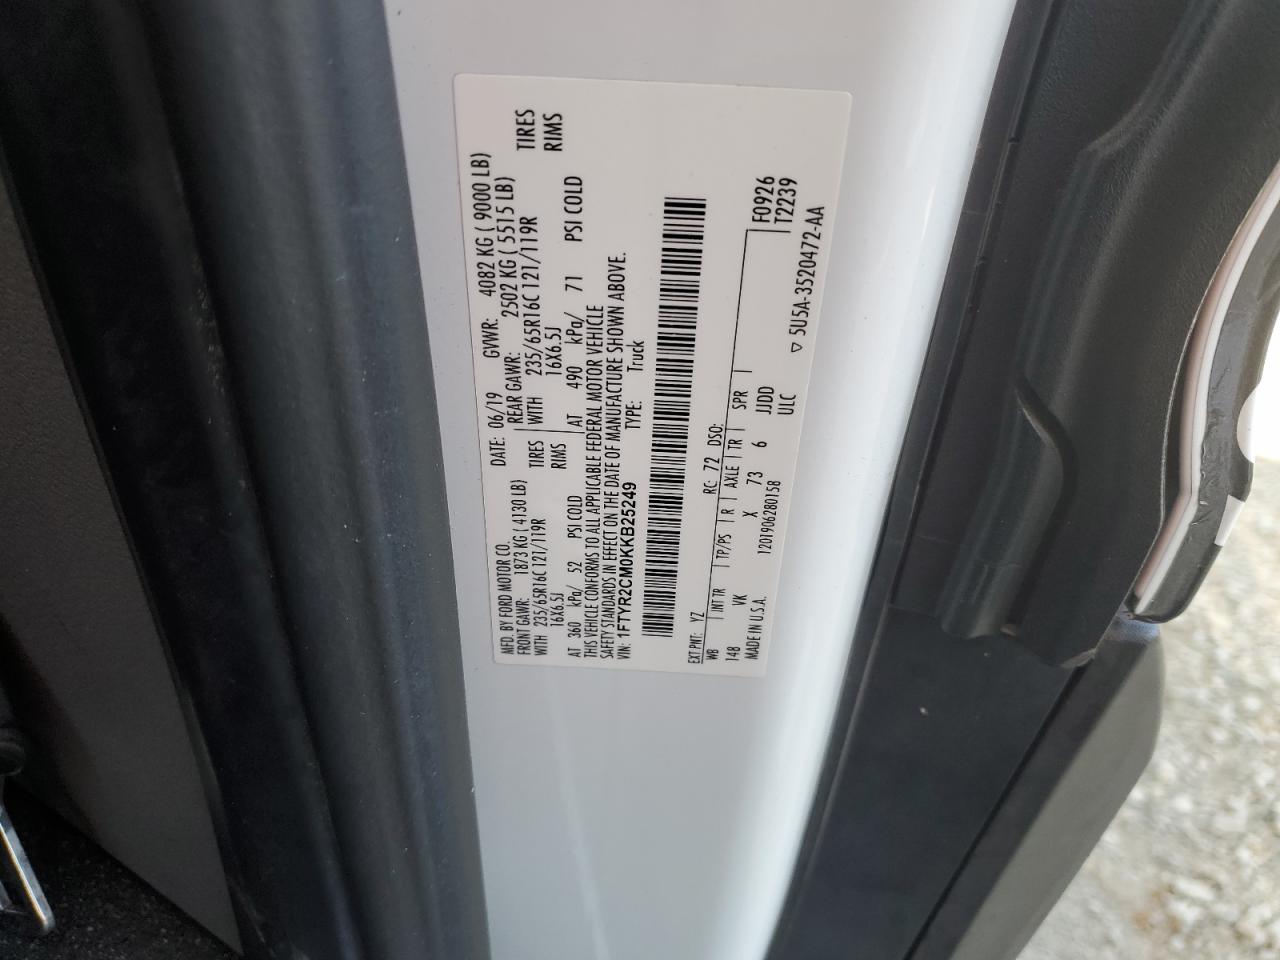 MFD. BY FORD MOTOR CO. DATE: 06/19 GVWR: 4082 KG ( 9000 LB)
FRONT GAWR: 1873 KG ( 4130 LB) REAR GAWR: 2502 KG ( 5515 LB)
WITH 235/65R16C 121/119R TIRES WITH 235/65R16C 121/119R TIRES
16X6.5J RIMS 16X6.5J RIMS
AT 360 kPa/ 52 PSI COLD AT 490 kPa/ 71 PSI COLD
THIS VEHICLE CONFORMS TO ALL APPLICABLE FEDERAL MOTOR VEHICLE
SAFETY STANDARDS IN EFFECT ON THE DATE OF MANUFACTURE SHOWN ABOVE.
VIN: 1FTYR2CM0KKB25249 TYPE: Truck
EXT PNT: YZ RC: 72 DSO: F0926
WB INT TR TP/PS R AXLE TR SPR T2239
148 VK X 73 6 JJDD
MADE IN U.S.A. 1201906280158 ULC ▽ 5U5A-3520472-AA